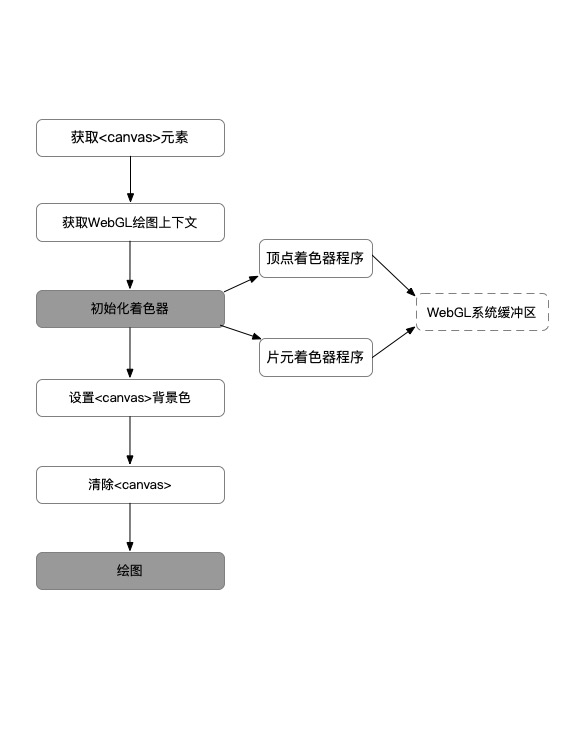 获取<canvas>元素
获取WebGL绘图上下文
初始化着色器
顶点着色器程序
片元着色器程序
WebGL系统缓冲区
设置<canvas>背景色
清除<canvas>
绘图